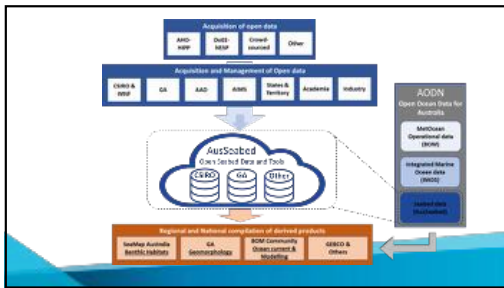 Acquisition of open data
AHO-
HIPP
DoEE-
NESP
Crowd-
sourced
Other
Acquisition and Management of Open data
CSIRO &
MNF
GA
AAD
AIMS
States &
Territory
Academia
Industry
AusSeabed
Open Seabed Data and Tools
CSIRO
GA
Other
AODN
Open Ocean Data for
Australia
MetOcean
Operational data
(BOM)
Integrated Marine
Ocean data
(IMOS)
Seabed data
(AusSeabed)
Regional and National compilation of derived products
SeaMap Australia
Benthic Habitats
GA
Geomorphology
BOM Community
Ocean current &
Modelling
GEBCO &
Others